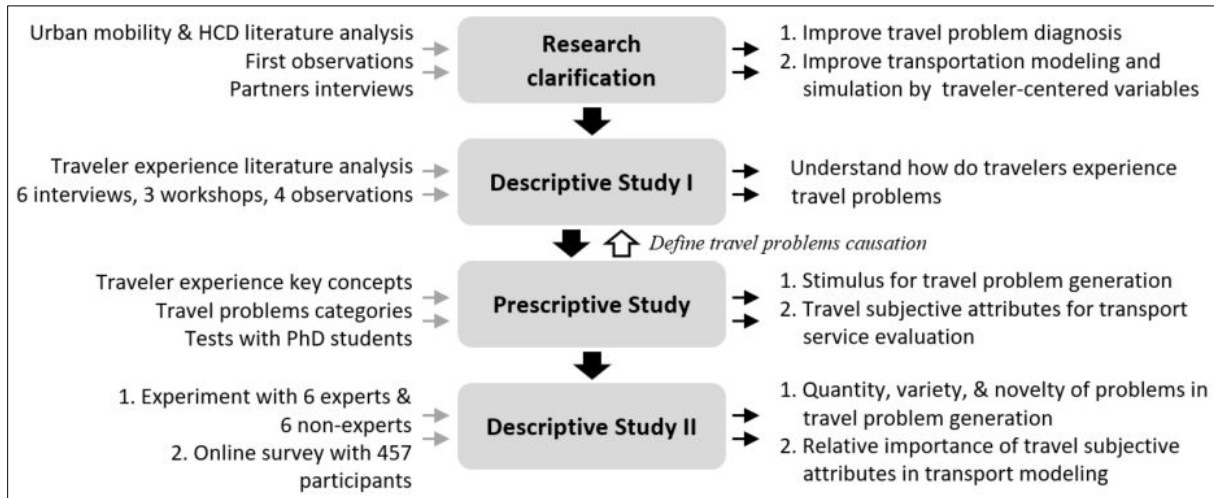 Urban mobility & HCD literature analysis
First observations
Partners interviews
Research
clarification
1. Improve travel problem diagnosis
2. Improve transportation modeling and
simulation by traveler-centered variables
Traveler experience literature analysis
6 interviews, 3 workshops, 4 observations
Descriptive Study I
Understand how do travelers experience
travel problems
Define travel problems causation
Traveler experience key concepts
Travel problems categories
Tests with PhD students
Prescriptive Study
1. Stimulus for travel problem generation
2. Travel subjective attributes for transport
service evaluation
1. Experiment with 6 experts &
6 non-experts
2. Online survey with 457
participants
Descriptive Study II
1. Quantity, variety, & novelty of problems in
travel problem generation
2. Relative importance of travel subjective
attributes in transport modeling